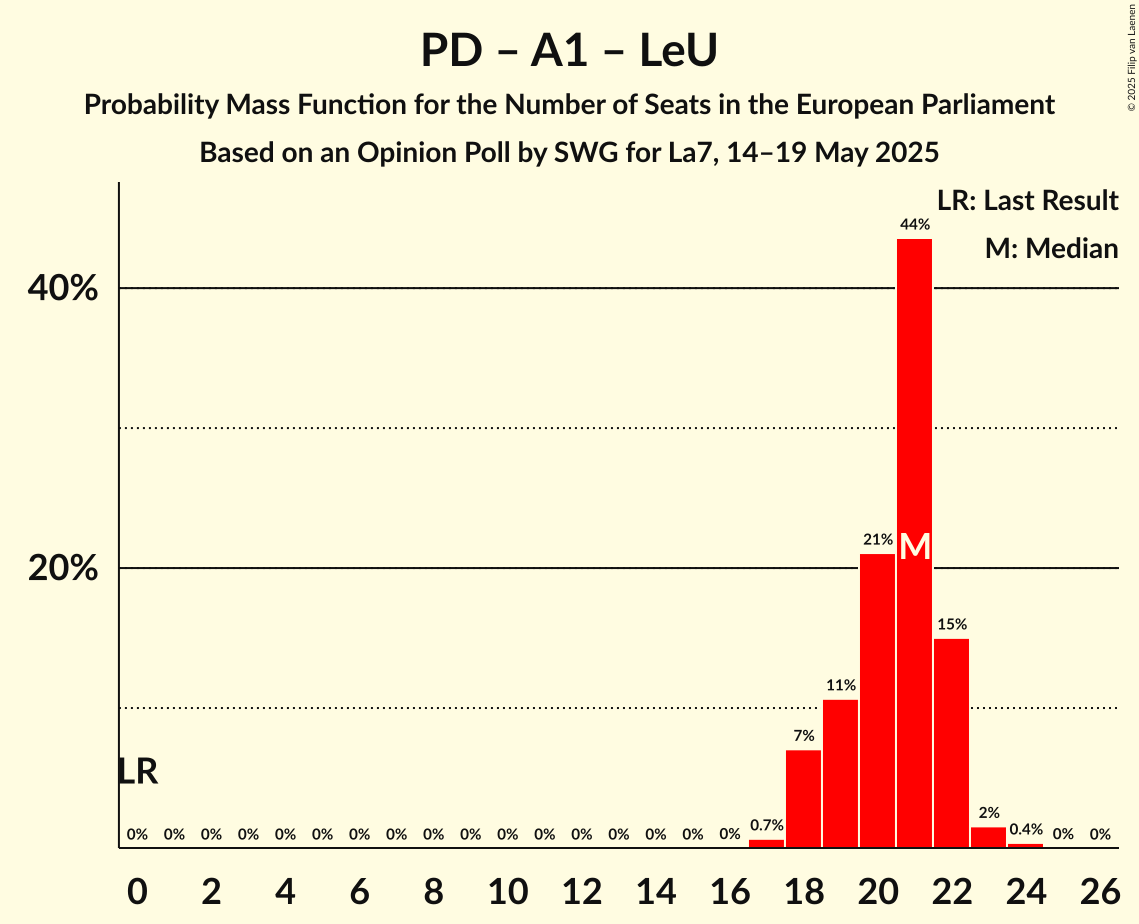 PD – A1 – LeU
Probability Mass Function for the Number of Seats in the European Parliament
Based on an Opinion Poll by SWG for La7, 14–19 May 2025
© 2025 Filip van Laenen
LR: Last Result
M: Median
40%
20%
44%
21%
M
15%
11%
7%
LR
0% 0% 0% 0% 0% 0% 0% 0% 0% 0% 0% 0% 0% 0% 0% 0% 0% 0.7% 2% 0.4% 0% 0%
0 2 4 6 8 10 12 14 16 18 20 22 24 26